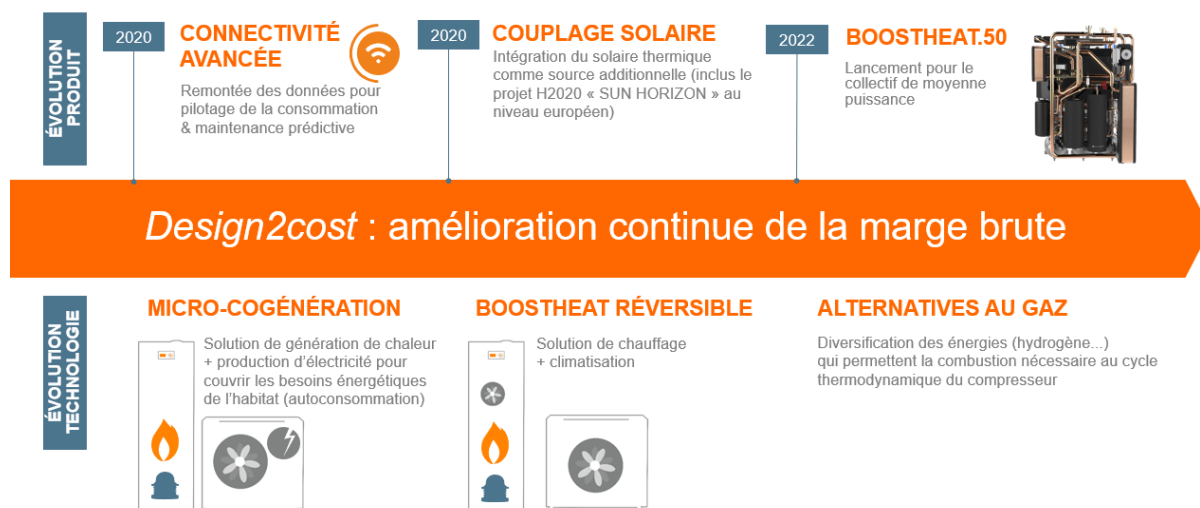 ÉVOLUTION
PRODUIT
2020
CONNECTIVITÉ
AVANCÉE
Remontée des données pour
pilotage de la consommation
& maintenance prédictive
2020
COUPLAGE SOLAIRE
Intégration du solaire thermique
comme source additionnelle (inclus le
projet H2020 « SUN HORIZON » au
niveau européen)
2022
BOOSTHEAT.50
Lancement pour le
collectif de moyenne
puissance
Design2cost : amélioration continue de la marge brute
ÉVOLUTION
TECHNOLOGIE
MICRO-COGÉNÉRATION
Solution de génération de chaleur
+ production d’électricité pour
couvrir les besoins énergétiques
de l’habitat (autoconsommation)
BOOSTHEAT RÉVERSIBLE
Solution de chauffage
+ climatisation
ALTERNATIVES AU GAZ
Diversification des énergies (hydrogène...)
qui permettent la combustion nécessaire au cycle
thermodynamique du compresseur